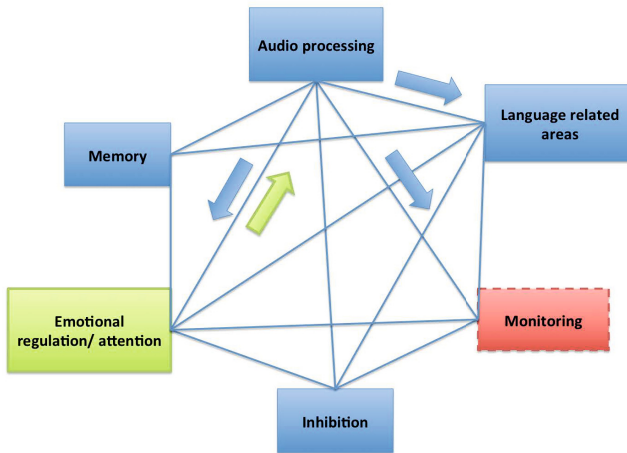 Audio processing
Language related
areas
Memory
Emotional
regulation/ attention
Monitoring
Inhibition